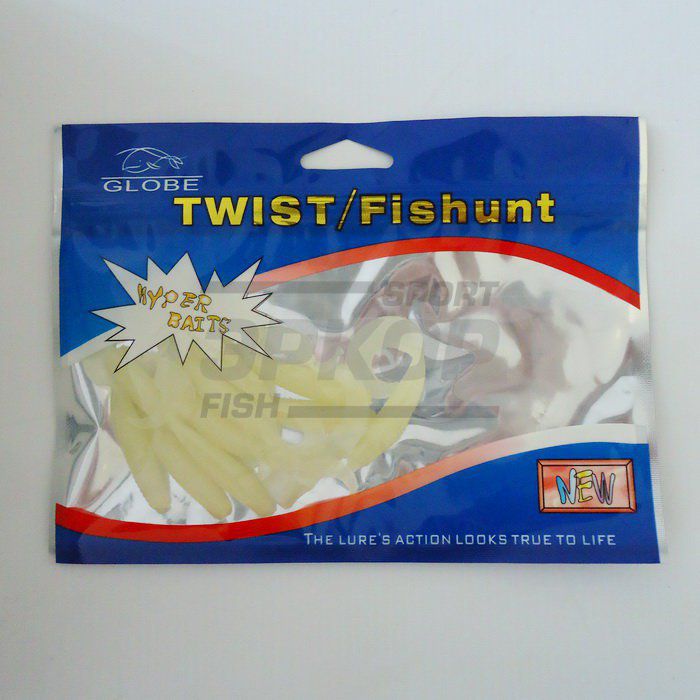 GLOBE
TWIST/Fishunt
HYPER
BAITS
SPORT
SPKOP
FISH
NEW
THE LURE'S ACTION LOOKS TRUE TO LIFE